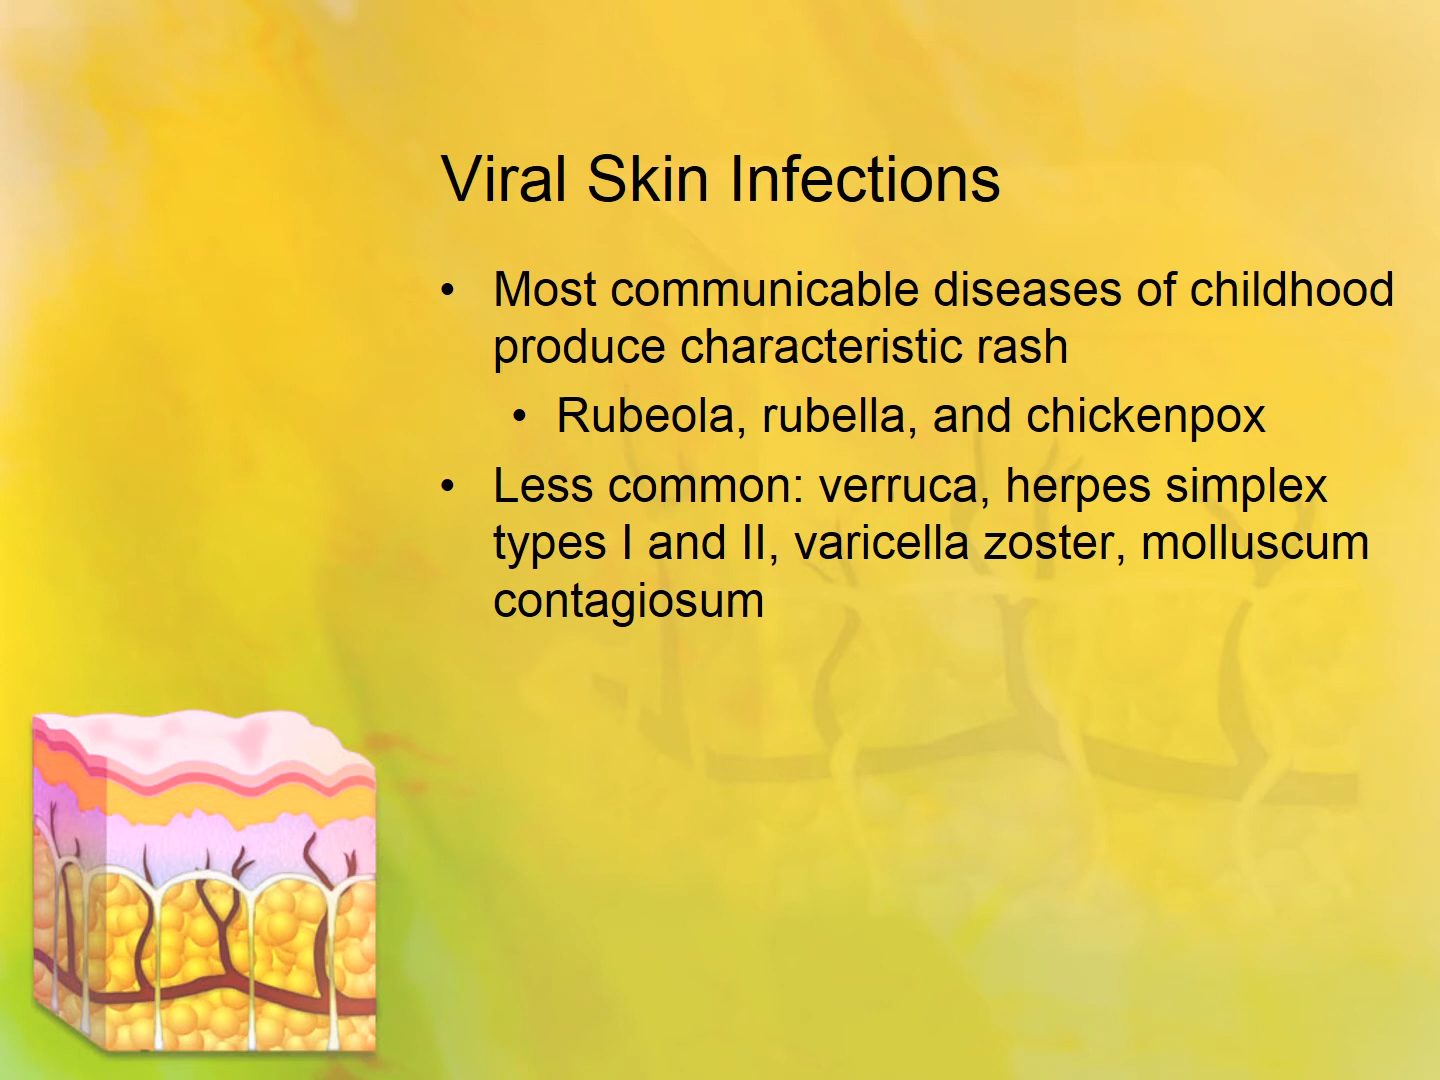 Viral Skin Infections
• Most communicable diseases of childhood
produce characteristic rash
• Rubeola, rubella, and chickenpox
• Less common: verruca, herpes simplex
types I and II, varicella zoster, molluscum
contagiosum